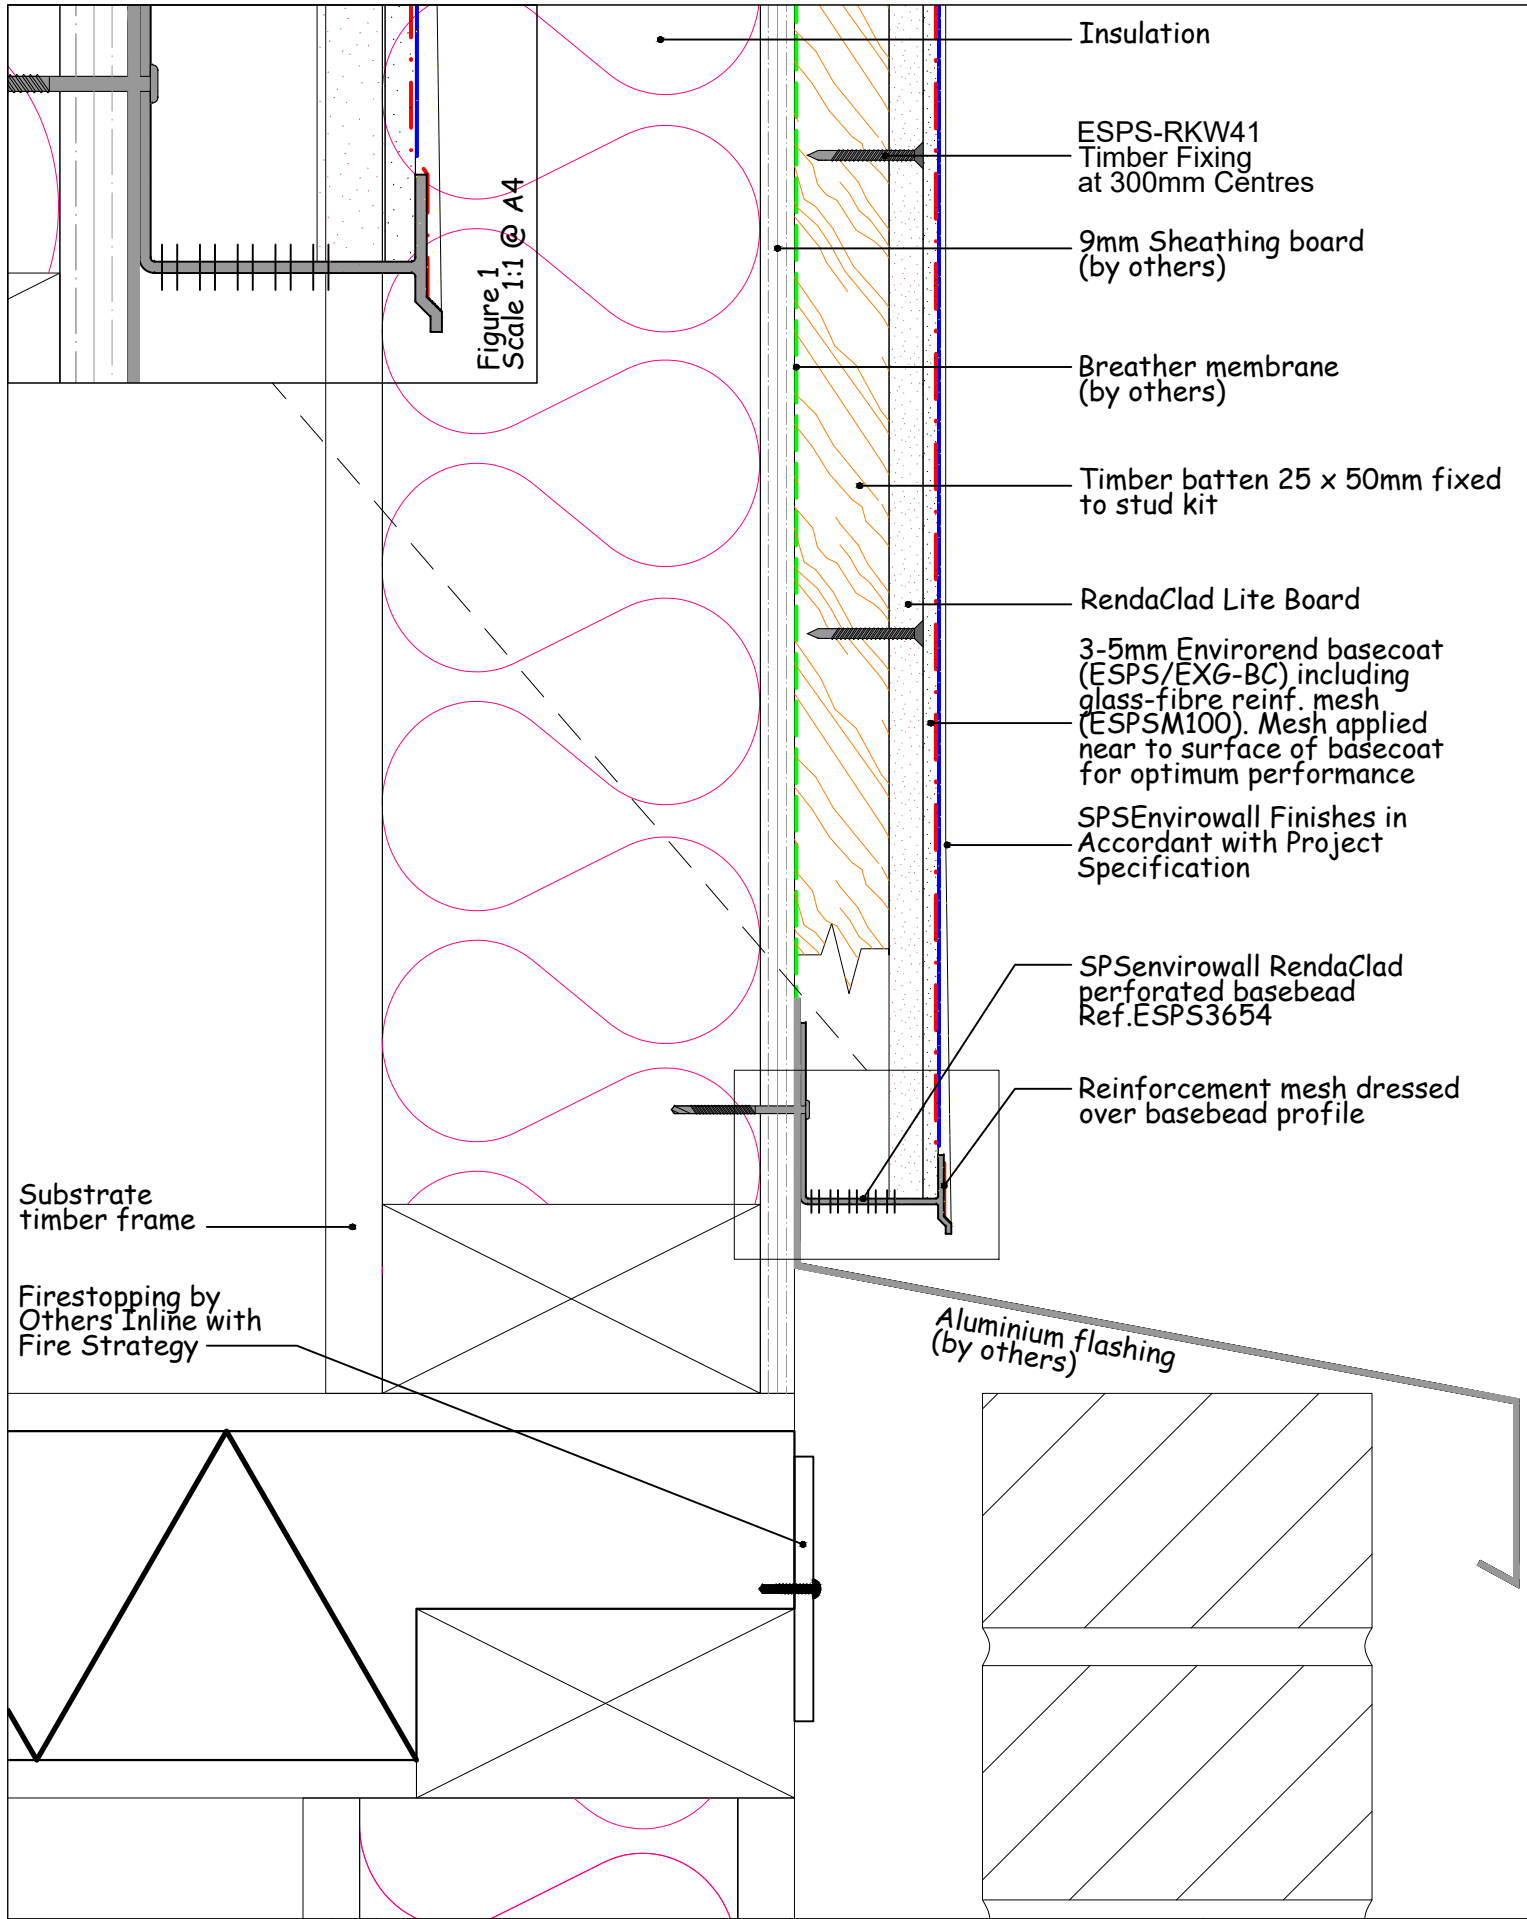 Insulation
ESPS-RKW41
Timber Fixing
at 300mm Centres
9mm Sheathing board
(by others)
Breather membrane
(by others)
Timber batten 25 x 50mm fixed
to stud kit
RendaClad Lite Board
3-5mm Envirorend basecoat
(ESPS/EXG-BC) including
glass-fibre reinf. mesh
(ESPSM100). Mesh applied
near to surface of basecoat
for optimum performance
SPSEnvirowall Finishes in
Accordant with Project
Specification
SPSenvirowall RendaClad
perforated basebead
Ref.ESPS3654
Reinforcement mesh dressed
over basebead profile
Figure 1
Scale 1:1 @ A4
Substrate
timber frame
Firestopping by
Others Inline with
Fire Strategy
Aluminium flashing
(by others)